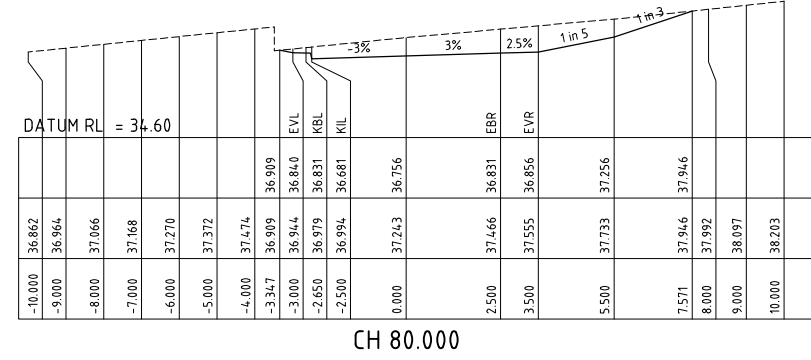 -3%
3%
2.5%
1 in 5
1 in 3
DATUM RL = 34.60
EVL
KBL
KIL
EBR
EVR
36.909 36.840 36.831 36.681 36.756 36.831 36.856 37.256 37.946
36.862 36.964 37.066 37.168 37.270 37.372 37.474 36.909 36.944 36.979 36.994 37.243 37.466 37.555 37.733 37.946 37.992 38.097 38.203
-10.000 -9.000 -8.000 -7.000 -6.000 -5.000 -4.000 -3.347 -3.000 -2.650 -2.500 0.000 2.500 3.500 5.500 7.571 8.000 9.000 10.000
CH 80.000